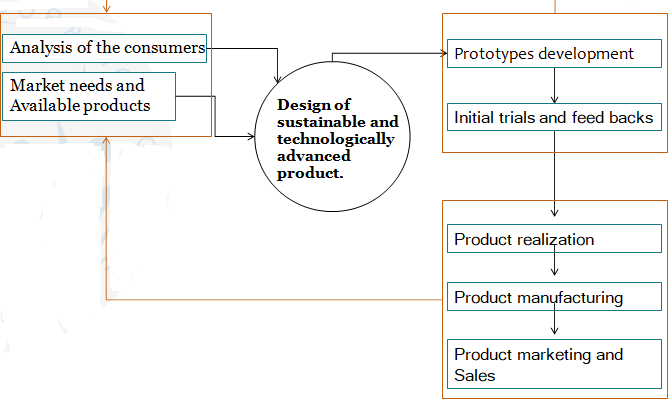 Analysis of the consumers
Market needs and
Available products
Design of
sustainable and
technologically
advanced
product.
Prototypes development
Initial trials and feed backs
Product realization
Product manufacturing
Product marketing and
Sales